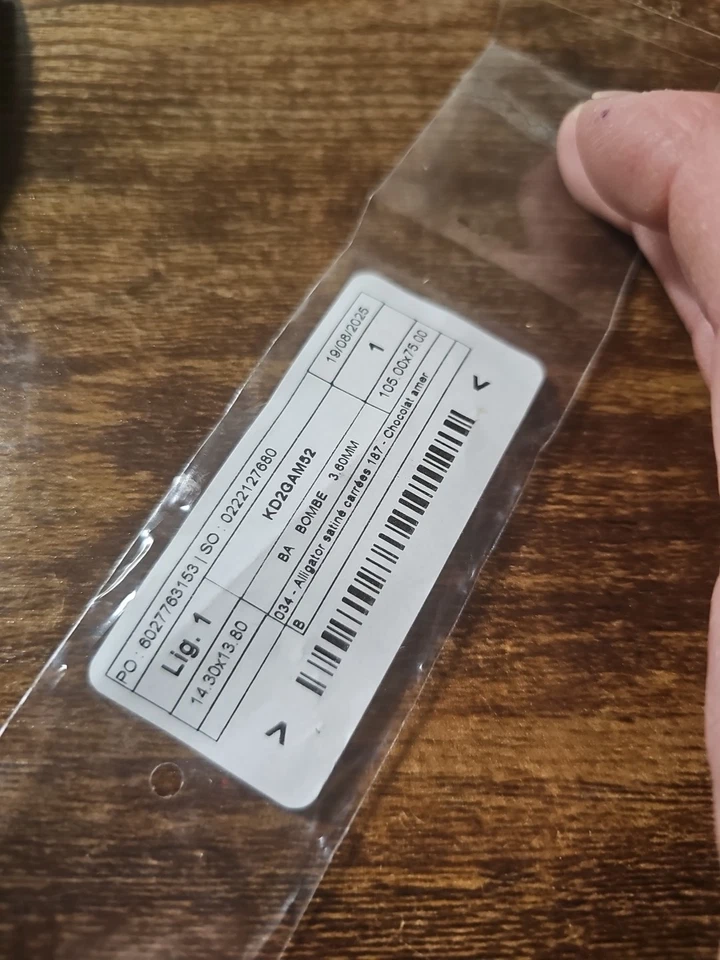 PO : 6027763153 | SO : 0222127680 19/08/2025
Lig. 1 KD2GAM52 1
14.30x13.80 BA BOMBE 3.60MM 105.00x75.00
034 - Alligator satiné carrées 187 - Chocolat amer
B
> <